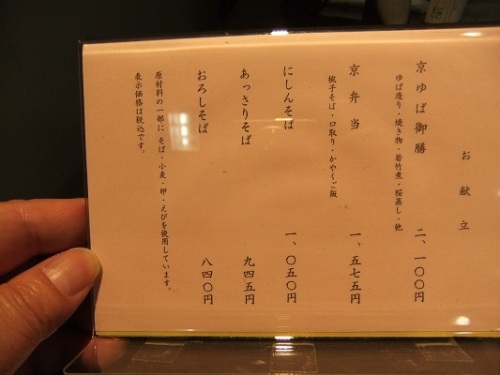 お献立
京ゆば御膳 二、一〇〇円
ゆば造り・焼き物・若竹煮・桜蒸し・他
京弁当 一、五七五円
梔子そば・口取り・かやくご飯
にしんそば 一、〇五〇円
あっさりそば 九四五円
おろしそば 八四〇円
原材料の一部に そば・小麦・卵・えびを使用しています。
表示価格は税込です。